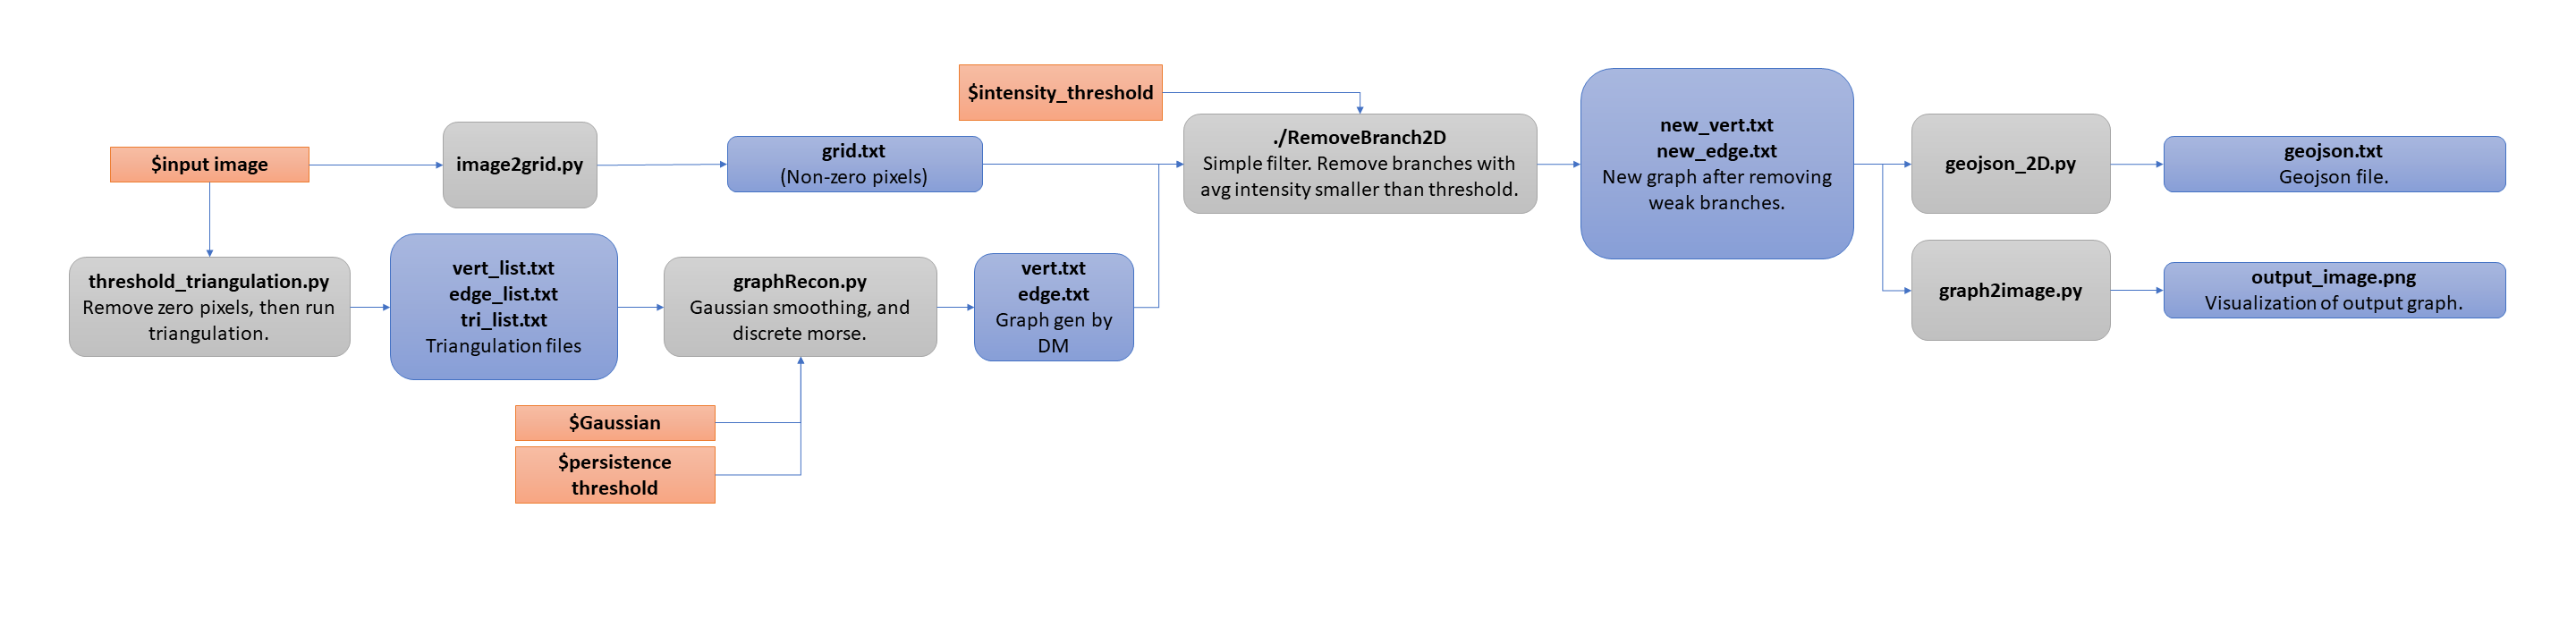 $intensity_threshold
$input image
image2grid.py
grid.txt
(Non-zero pixels)
./RemoveBranch2D
Simple filter. Remove branches with
avg intensity smaller than threshold.
new_vert.txt
new_edge.txt
New graph after removing
weak branches.
geojson_2D.py
geojson.txt
Geojson file.
threshold_triangulation.py
Remove zero pixels, then run
triangulation.
vert_list.txt
edge_list.txt
tri_list.txt
Triangulation files
graphRecon.py
Gaussian smoothing, and
discrete morse.
vert.txt
edge.txt
Graph gen by
DM
graph2image.py
output_image.png
Visualization of output graph.
$Gaussian
$persistence
threshold